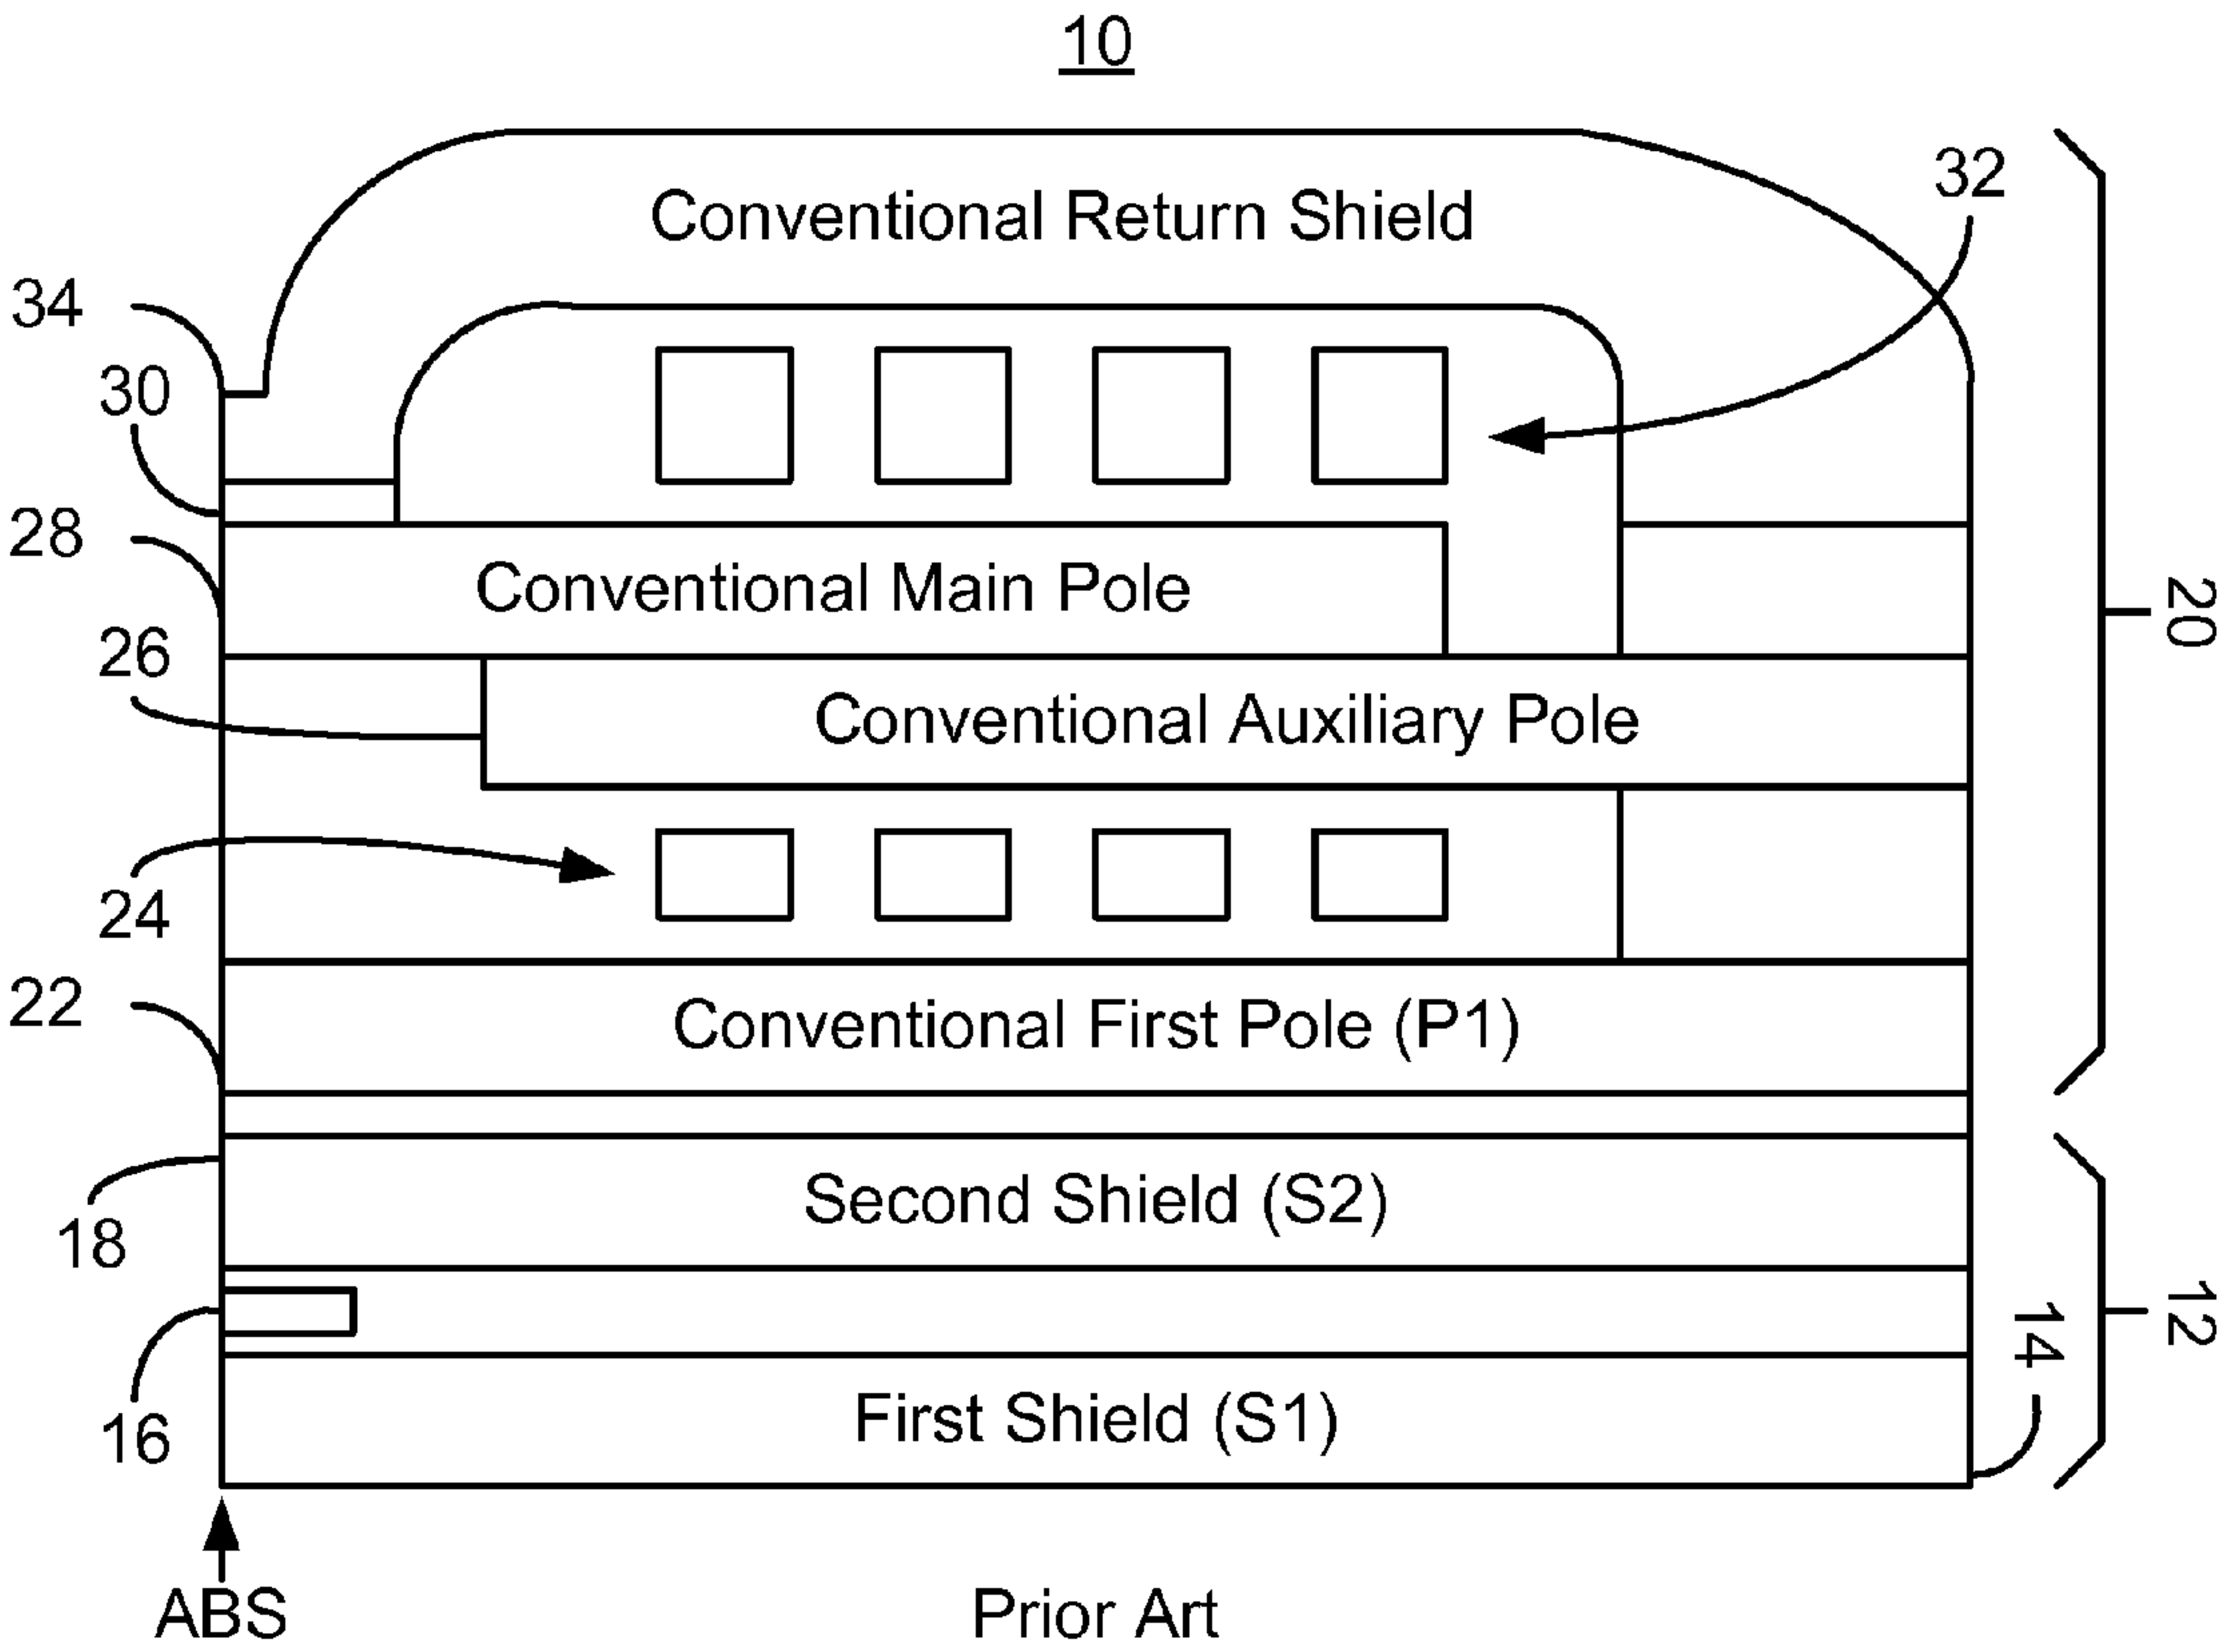 10
Conventional Return Shield
32
34
30
28
Conventional Main Pole
20
26
Conventional Auxiliary Pole
24
22
Conventional First Pole (P1)
18
Second Shield (S2)
12
14
16
First Shield (S1)
ABS
Prior Art